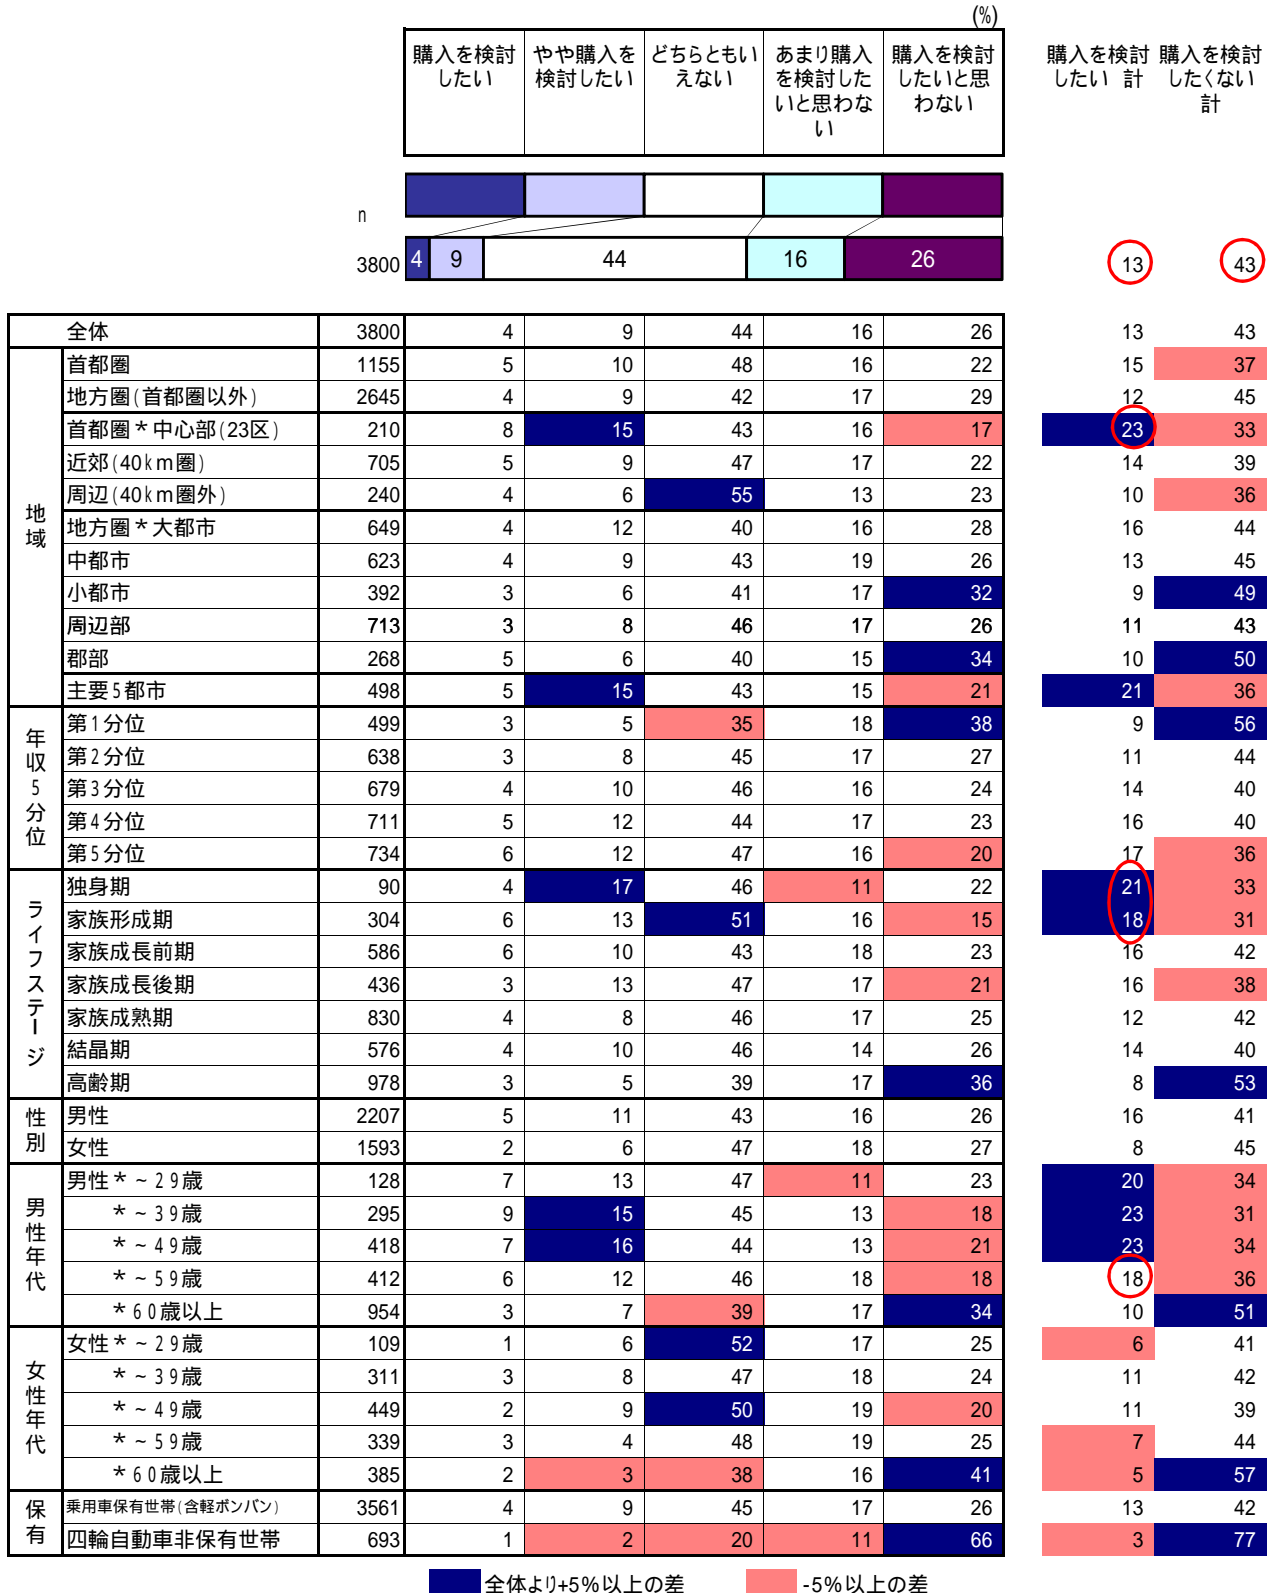 (%)
購入を検討したい やや購入を検討したい どちらともいえない あまり購入を検討したいと思わない 購入を検討したいと思わない 購入を検討したい 計 購入を検討したくない 計
n
3800 4 9 44 16 26 13 43
全体 3800 4 9 44 16 26 13 43
地域
首都圏 1155 5 10 48 16 22 15 37
地方圏(首都圏以外) 2645 4 9 42 17 29 12 45
首都圏*中心部(23区) 210 8 15 43 16 17 23 33
近郊(40km圏) 705 5 9 47 17 22 14 39
周辺(40km圏外) 240 4 6 55 13 23 10 36
地方圏*大都市 649 4 12 40 16 28 16 44
中都市 623 4 9 43 19 26 13 45
小都市 392 3 6 41 17 32 9 49
周辺部 713 3 8 46 17 26 11 43
郡部 268 5 6 40 15 34 10 50
主要5都市 498 5 15 43 15 21 21 36
年収5分位
第1分位 499 3 5 35 18 38 9 56
第2分位 638 3 8 45 17 27 11 44
第3分位 679 4 10 46 16 24 14 40
第4分位 711 5 12 44 17 23 16 40
第5分位 734 6 12 47 16 20 17 36
ライフステージ
独身期 90 4 17 46 11 22 21 33
家族形成期 304 6 13 51 16 15 18 31
家族成長前期 586 6 10 43 18 23 16 42
家族成長後期 436 3 13 47 17 21 16 38
家族成熟期 830 4 8 46 17 25 12 42
結晶期 576 4 10 46 14 26 14 40
高齢期 978 3 5 39 17 36 8 53
性別
男性 2207 5 11 43 16 26 16 41
女性 1593 2 6 47 18 27 8 45
男性年代
男性*~29歳 128 7 13 47 11 23 20 34
*~39歳 295 9 15 45 13 18 23 31
*~49歳 418 7 16 44 13 21 23 34
*~59歳 412 6 12 46 18 18 18 36
*60歳以上 954 3 7 39 17 34 10 51
女性年代
女性*~29歳 109 1 6 52 17 25 6 41
*~39歳 311 3 8 47 18 24 11 42
*~49歳 449 2 9 50 19 20 11 39
*~59歳 339 3 4 48 19 25 7 44
*60歳以上 385 2 3 38 16 41 5 57
保有
乗用車保有世帯(含軽ボンバン) 3561 4 9 45 17 26 13 42
四輪自動車非保有世帯 693 1 2 20 11 66 3 77
全体より+5%以上の差 -5%以上の差